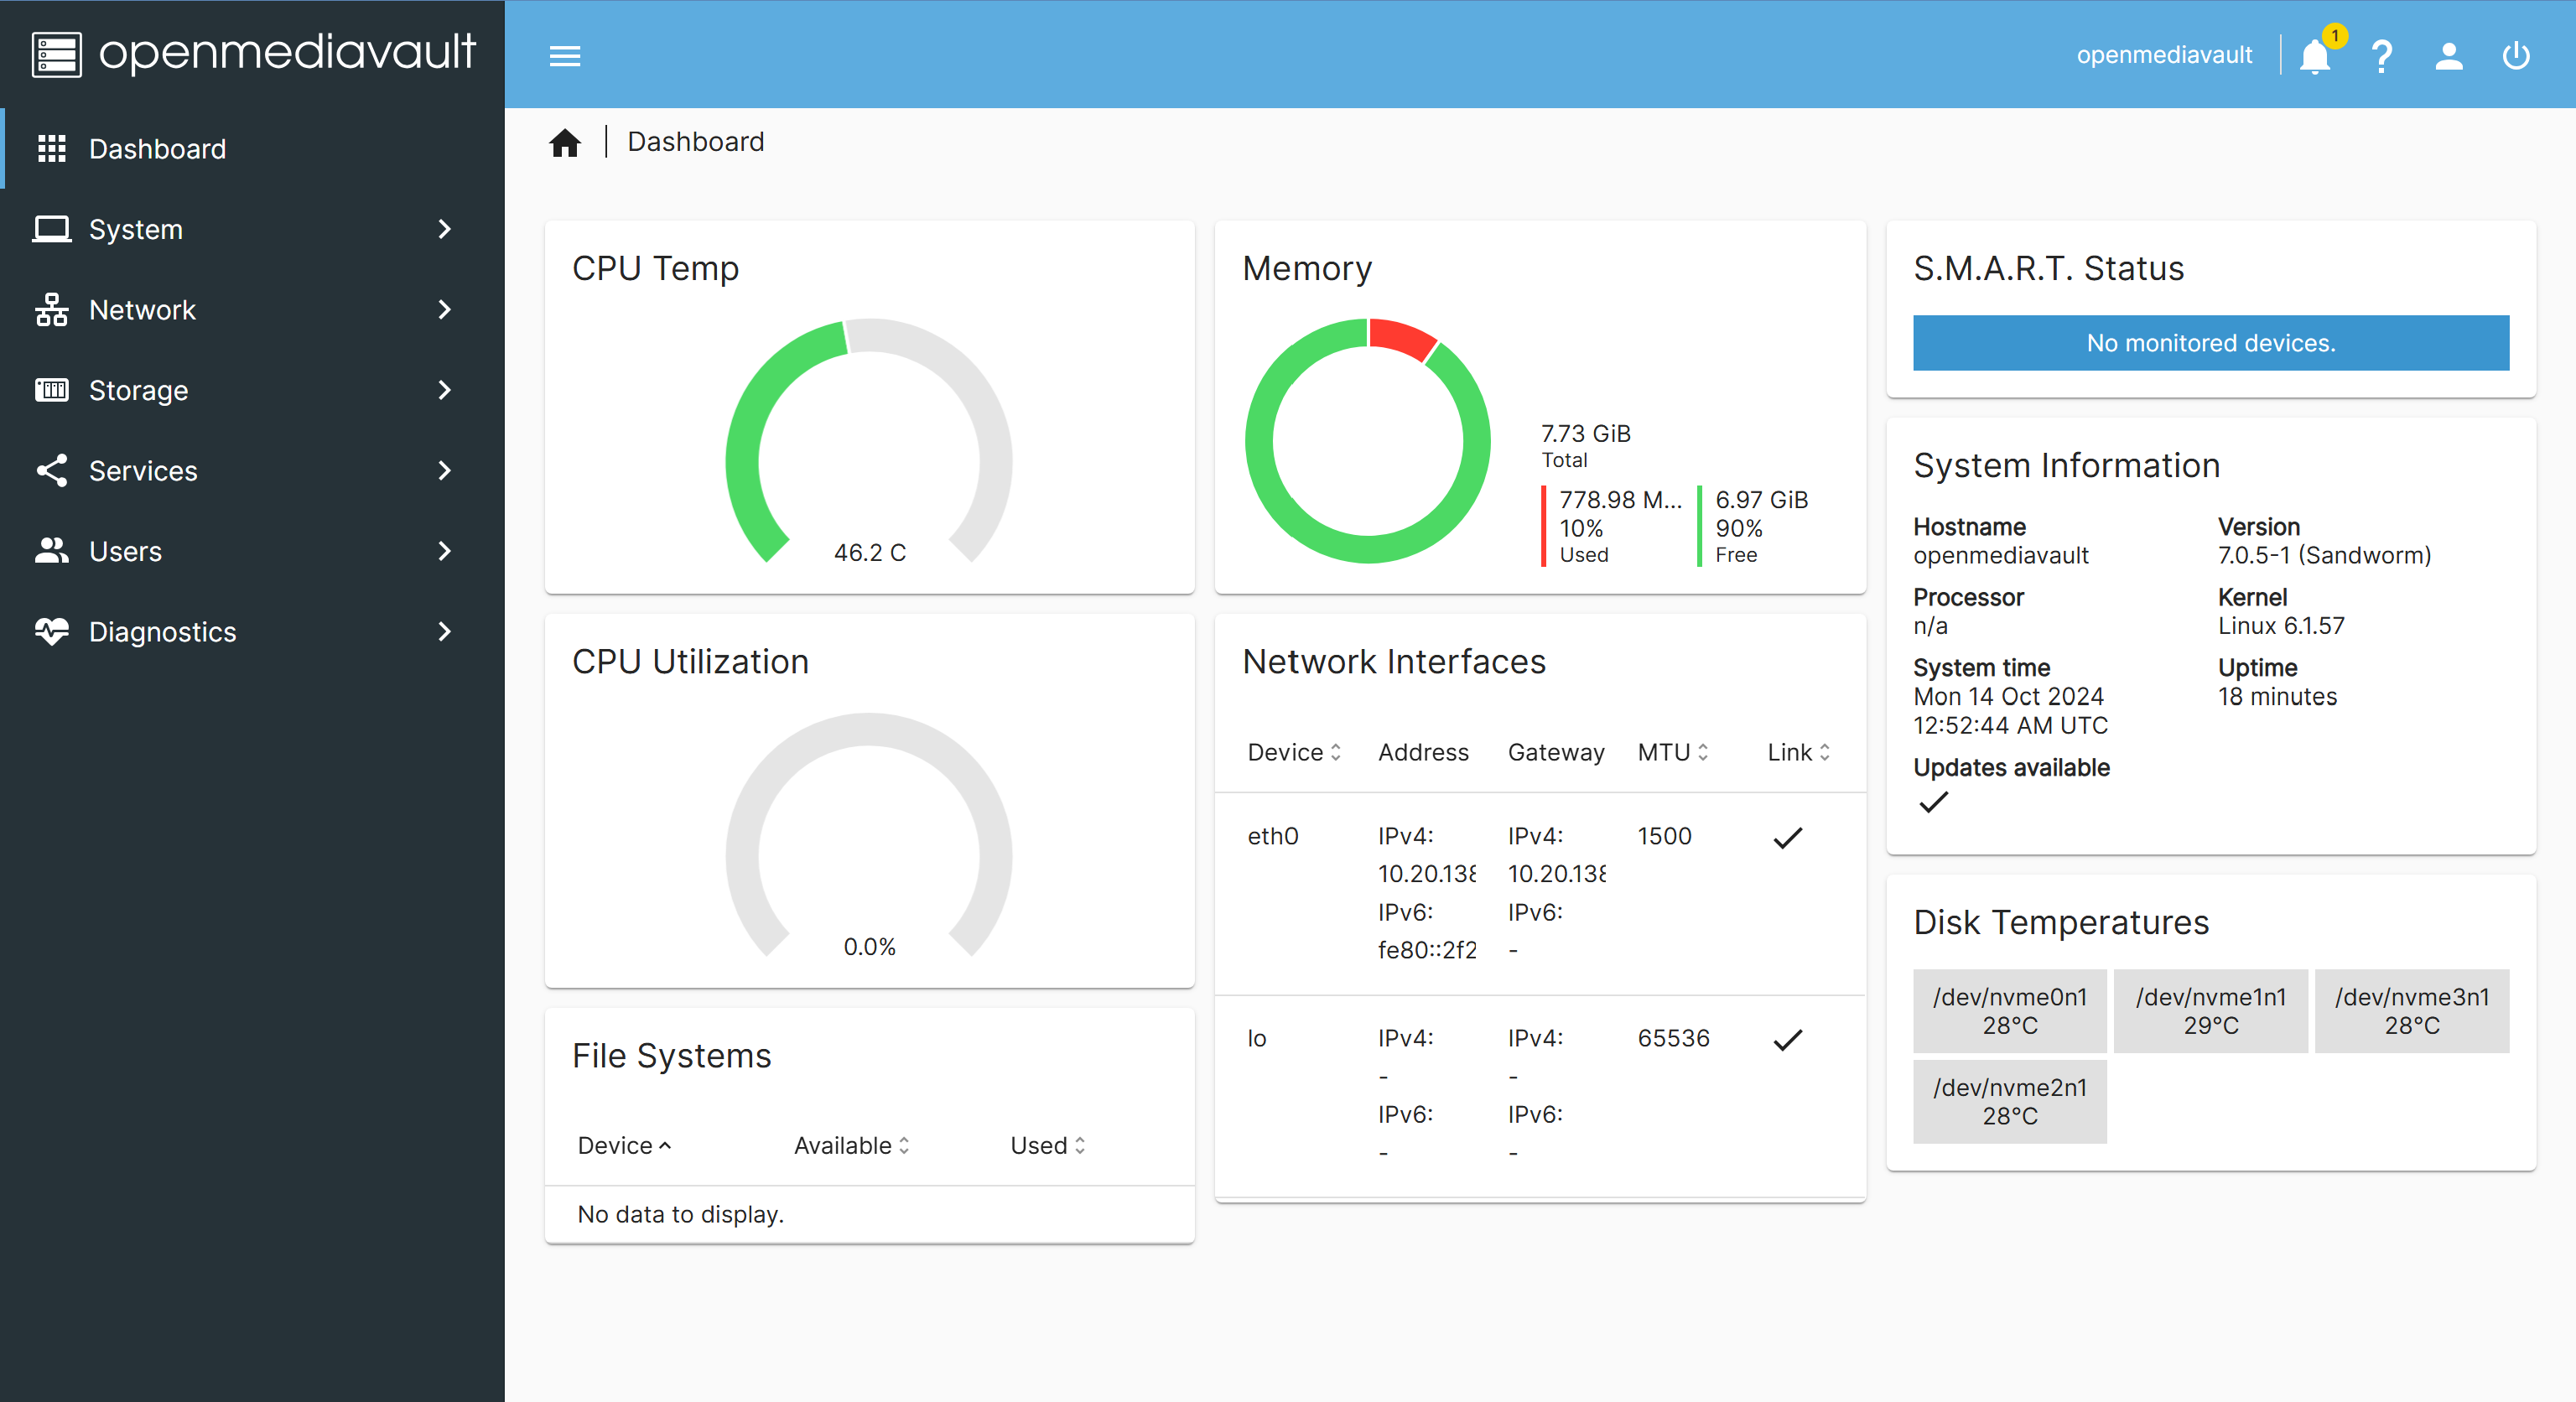 openmediavault
openmediavault
1
Dashboard
System
Network
Storage
Services
Users
Diagnostics
Dashboard
CPU Temp
46.2 C
CPU Utilization
0.0%
File Systems
Device Available Used
No data to display.
Memory
7.73 GiB
Total
778.98 M... 6.97 GiB
10% 90%
Used Free
Network Interfaces
Device Address Gateway MTU Link
eth0 IPv4: IPv4: 1500
10.20.138 10.20.138
IPv6: IPv6:
fe80::2f2 -
lo IPv4: IPv4: 65536
- -
IPv6: IPv6:
- -
S.M.A.R.T. Status
No monitored devices.
System Information
Hostname Version
openmediavault 7.0.5-1 (Sandworm)
Processor Kernel
n/a Linux 6.1.57
System time Uptime
Mon 14 Oct 2024 18 minutes
12:52:44 AM UTC
Updates available
Disk Temperatures
/dev/nvme0n1 /dev/nvme1n1 /dev/nvme3n1
28°C 29°C 28°C
/dev/nvme2n1
28°C